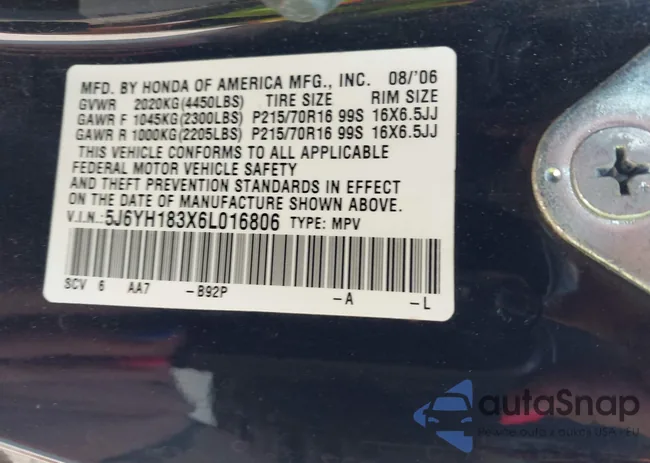 MFD. BY HONDA OF AMERICA MFG., INC. 08/'06
GVWR 2020KG(4450LBS) TIRE SIZE RIM SIZE
GAWR F 1045KG(2300LBS) P215/70R16 99S 16X6.5JJ
GAWR R 1000KG(2205LBS) P215/70R16 99S 16X6.5JJ
THIS VEHICLE CONFORMS TO ALL APPLICABLE
FEDERAL MOTOR VEHICLE SAFETY
AND THEFT PREVENTION STANDARDS IN EFFECT
ON THE DATE OF MANUFACTURE SHOWN ABOVE.
V.I.N.: 5J6YH183X6L016806 TYPE: MPV
SCV 6 AA7 -B92P -A -L
autaSnap